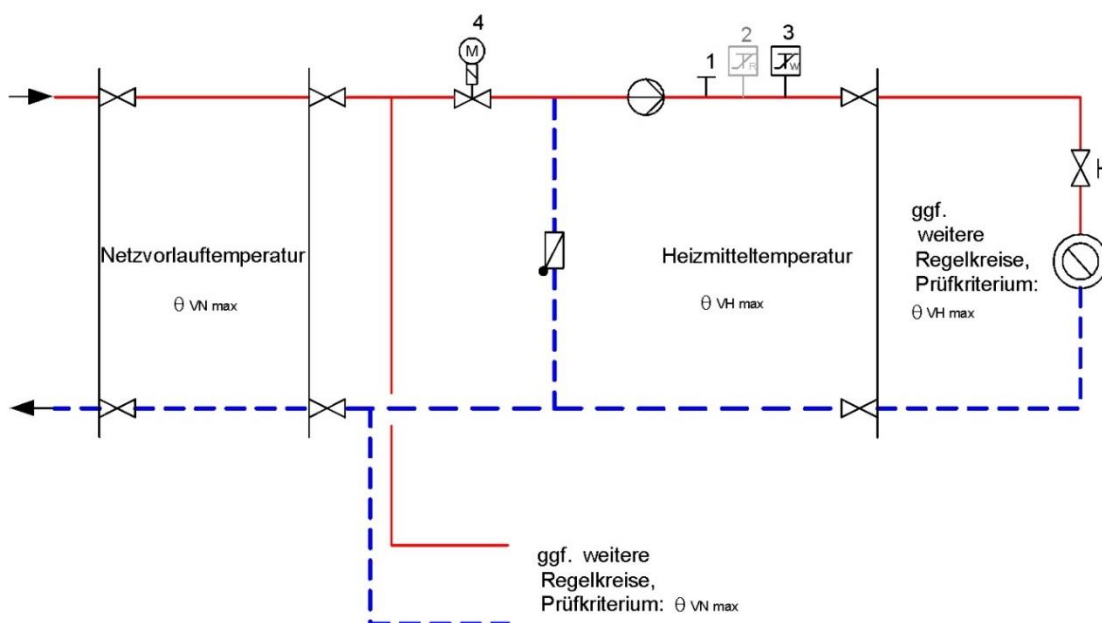 4
M
1
2
R
3
W
Netzvorlauftemperatur
θ VN max
Heizmitteltemperatur
θ VH max
ggf.
weitere
Regelkreise,
Prüfkriterium:
θ VH max
ggf. weitere
Regelkreise,
Prüfkriterium: θ VN max